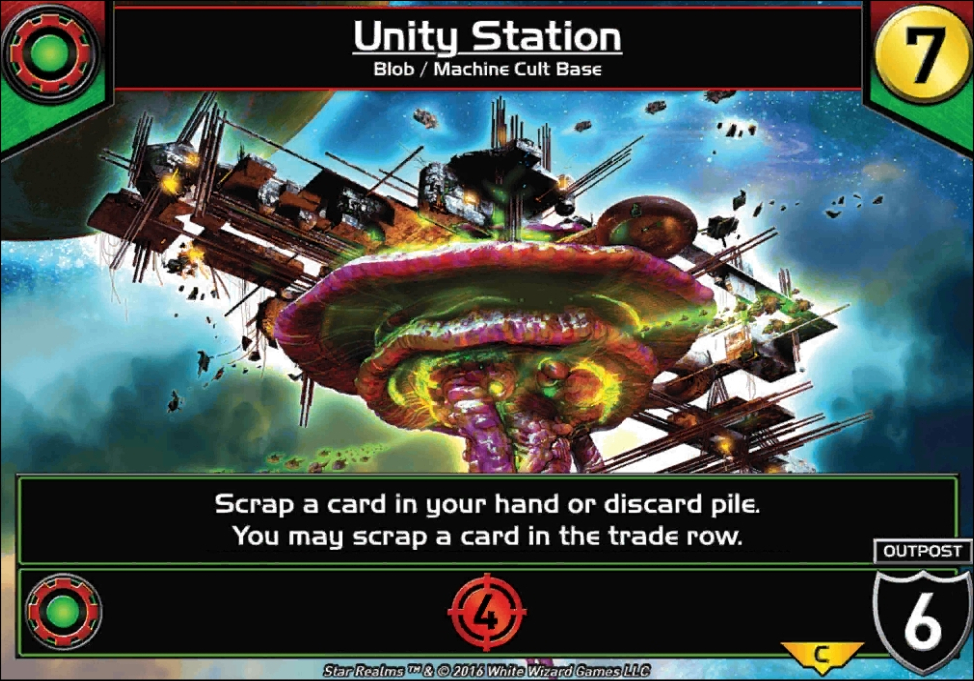 Unity Station
Blob / Machine Cult Base
7
Scrap a card in your hand or discard pile.
You may scrap a card in the trade row.
OUTPOST
4
6
C
Star Realms ™ & © 2016 White Wizard Games LLC